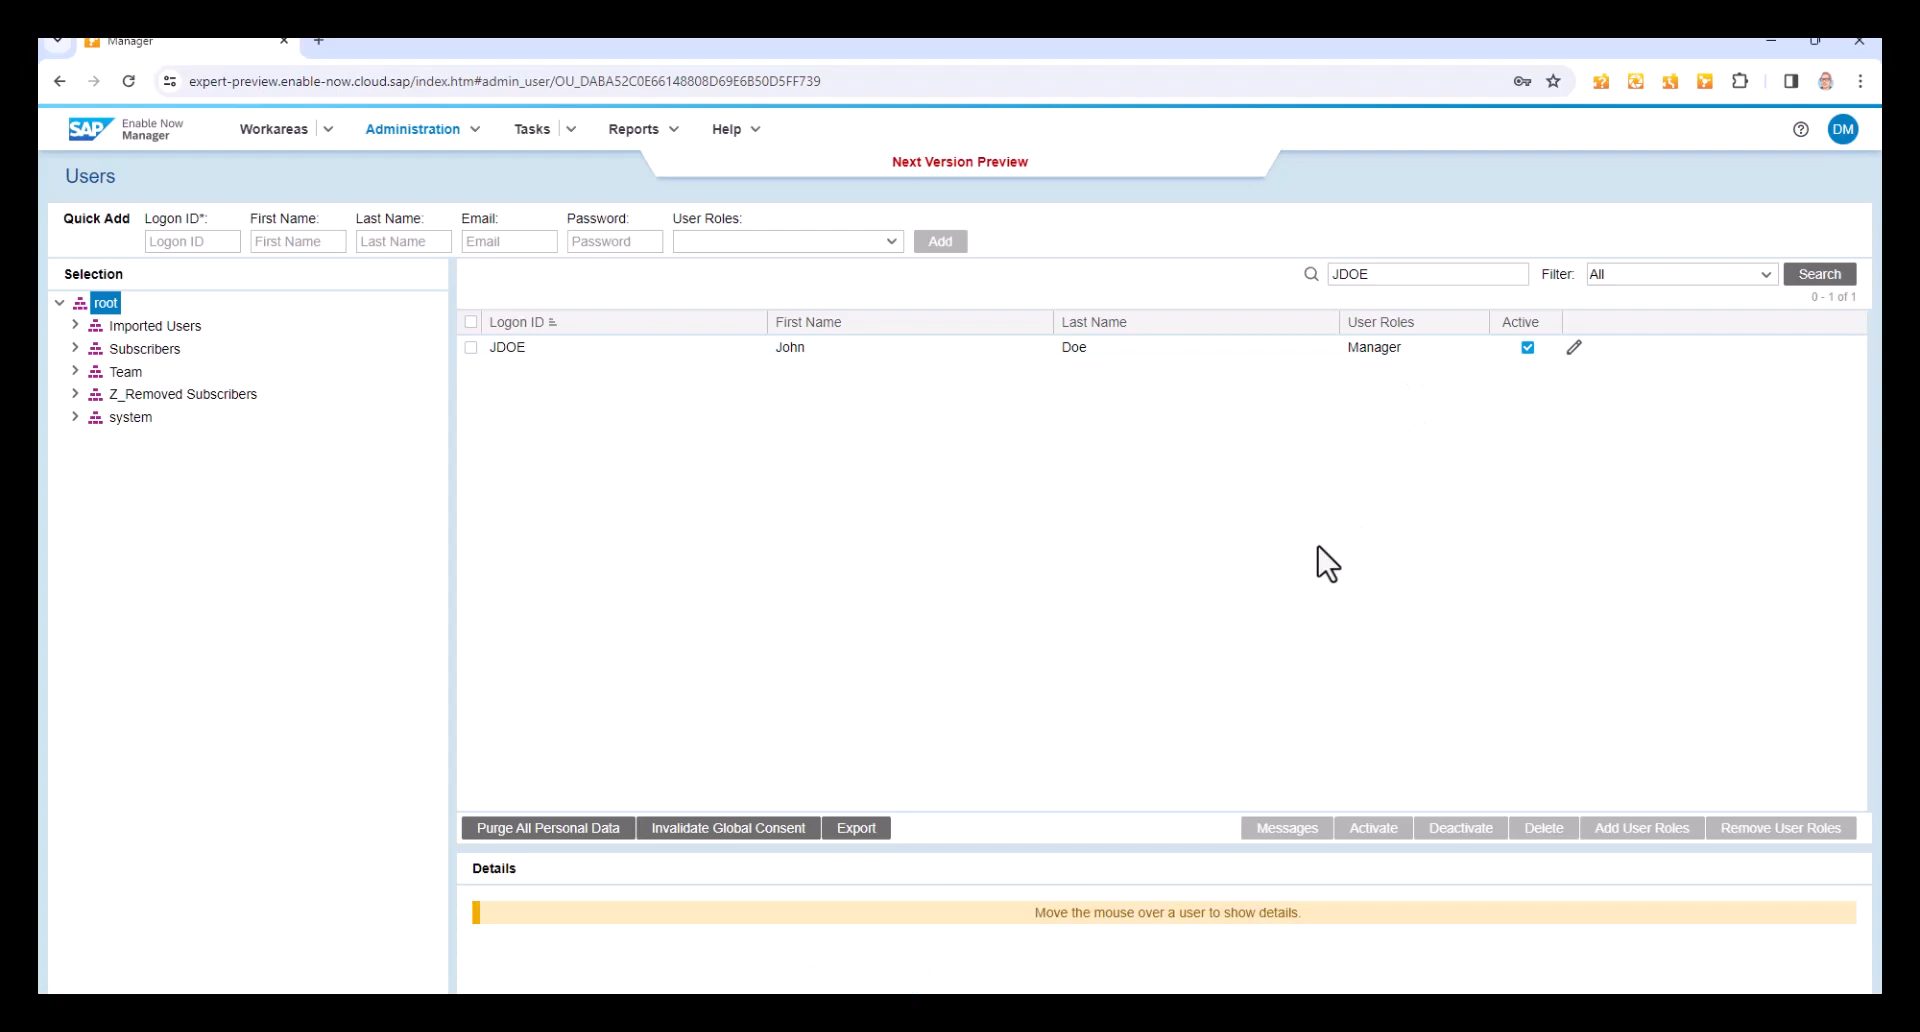 Manager
expert-preview.enable-now.cloud.sap/index.htm#admin_user/OU_DABA52C0E66148808D69E6B50D5FF739
SAP Enable Now Manager Workareas Administration Tasks Reports Help DM
Next Version Preview
Users
Quick Add Logon ID*: First Name: Last Name: Email: Password: User Roles:
Logon ID First Name Last Name Email Password Add
Selection JDOE Filter: All Search
0 - 1 of 1
root
Imported Users
Subscribers
Team
Z_Removed Subscribers
system
Logon ID First Name Last Name User Roles Active
JDOE John Doe Manager
Purge All Personal Data Invalidate Global Consent Export Messages Activate Deactivate Delete Add User Roles Remove User Roles
Details
Move the mouse over a user to show details.